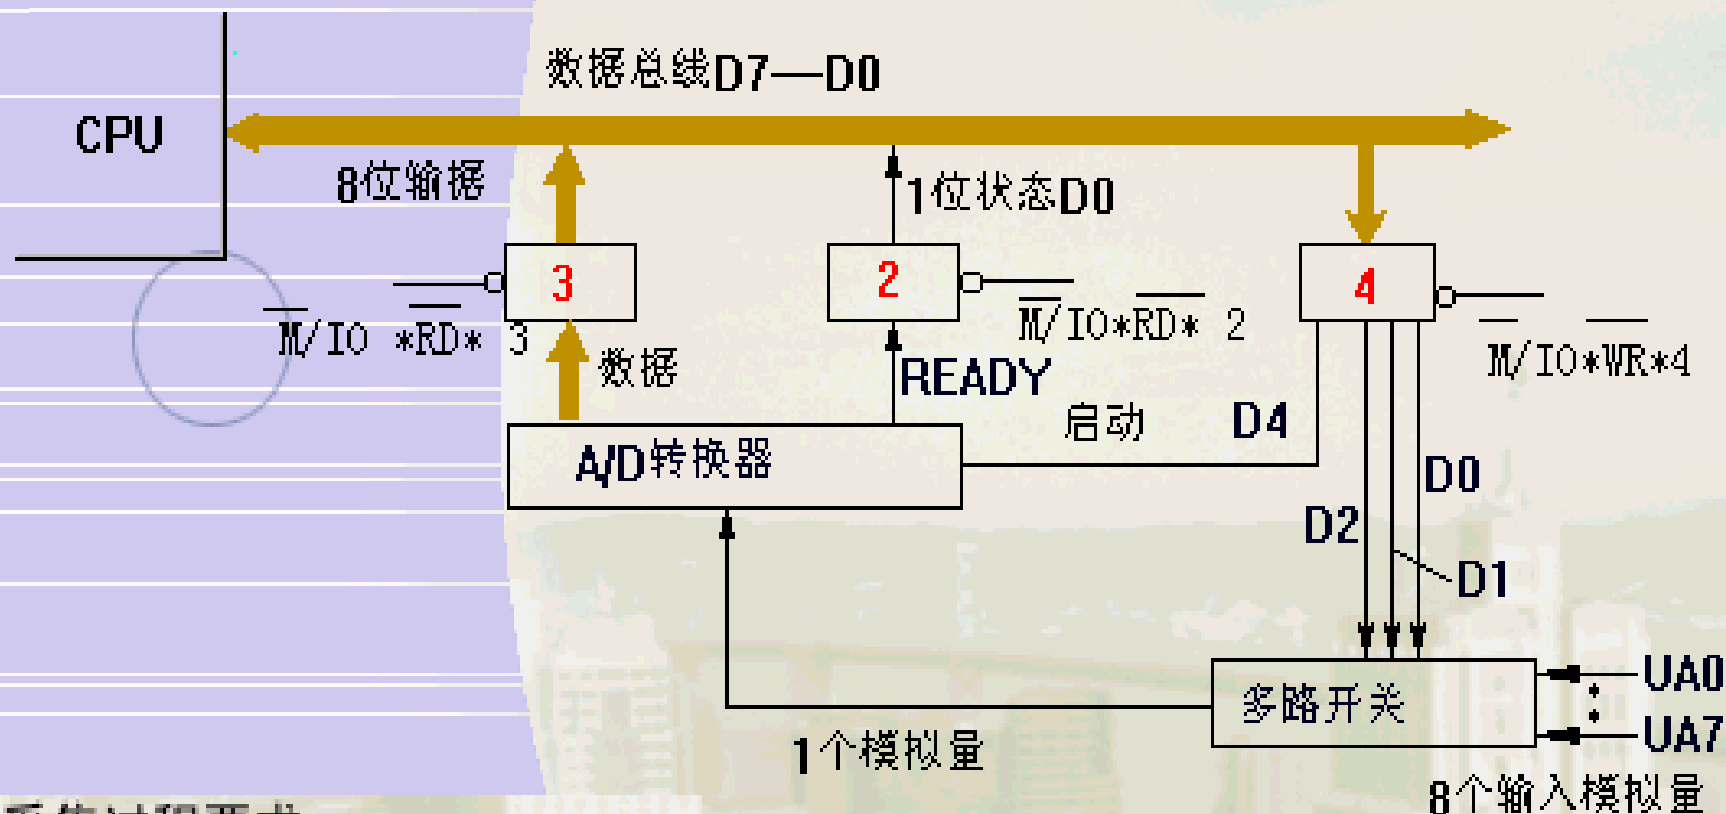 数据总线D7—D0
CPU
8位输据
1位状态D0
3
2
4
M/IO *RD* 3
M/IO*RD* 2
M/IO*WR*4
数据
READY
启动
D4
A/D转换器
D0
D2
D1
多路开关
UA0
UA7
1个模拟量
8个输入模拟量